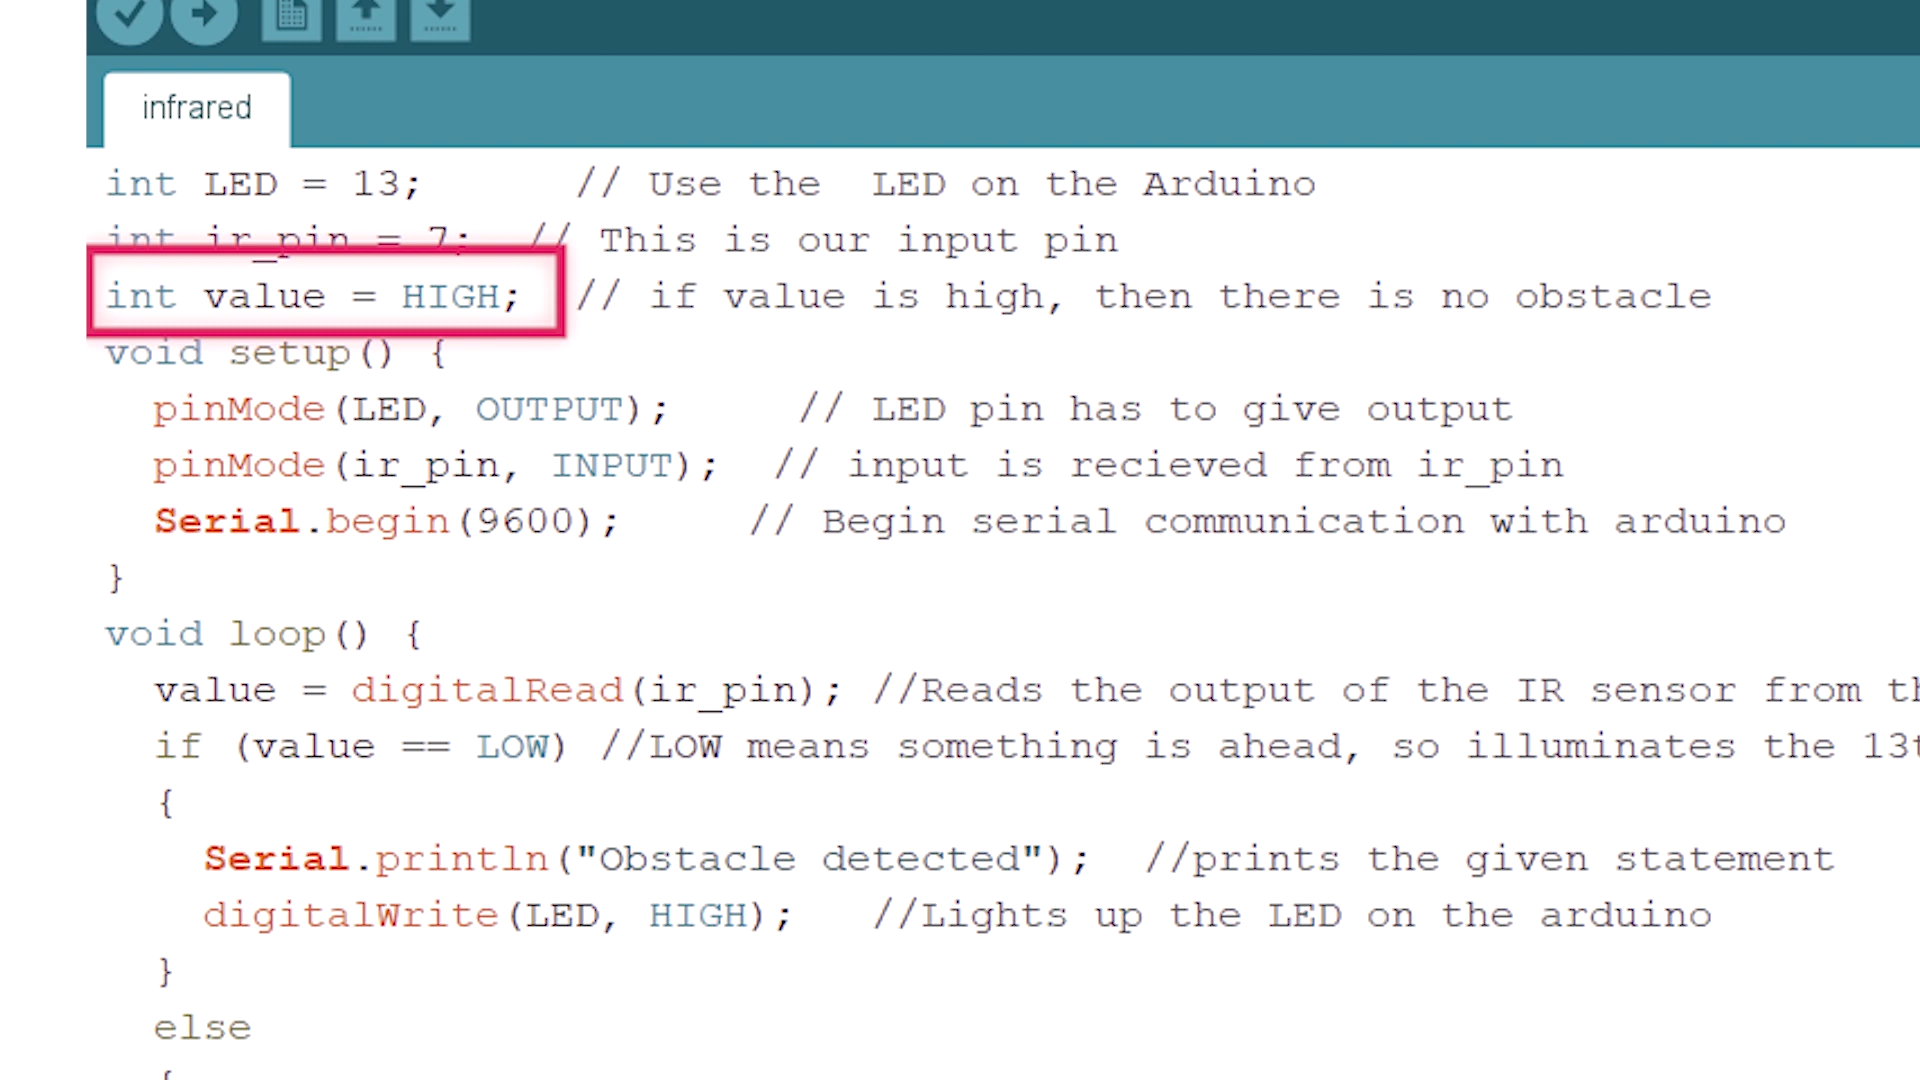 infrared
int LED = 13; // Use the LED on the Arduino
int ir_pin = 7; // This is our input pin
int value = HIGH; // if value is high, then there is no obstacle
void setup() {
pinMode(LED, OUTPUT); // LED pin has to give output
pinMode(ir_pin, INPUT); // input is recieved from ir_pin
Serial.begin(9600); // Begin serial communication with arduino
}
void loop() {
value = digitalRead(ir_pin); //Reads the output of the IR sensor from
if (value == LOW) //LOW means something is ahead, so illuminates the
{
Serial.println("Obstacle detected"); //prints the given statement
digitalWrite(LED, HIGH); //Lights up the LED on the arduino
}
else
{